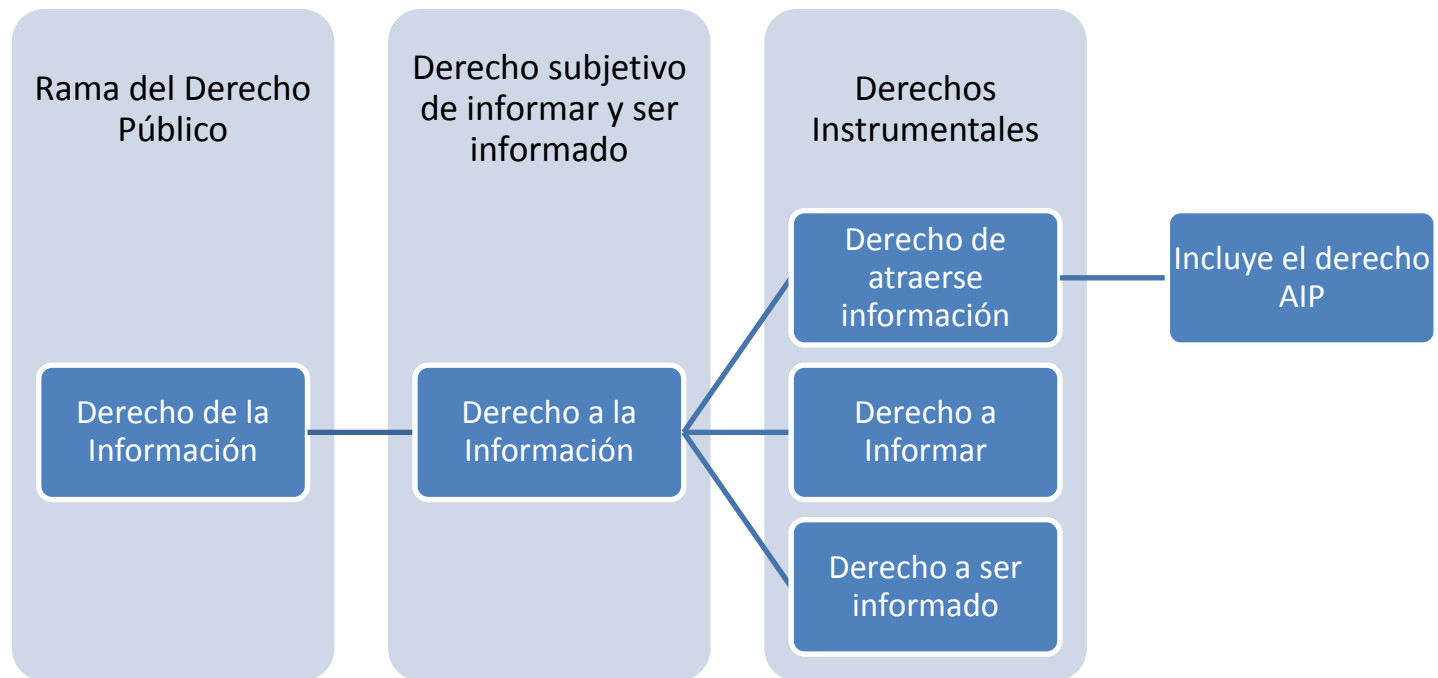 Rama del Derecho
Público
Derecho subjetivo
de informar y ser
informado
Derechos
Instrumentales
Derecho de la
Información
Derecho a la
Información
Derecho de
atraerse
información
Incluye el derecho
AIP
Derecho a
Informar
Derecho a ser
informado